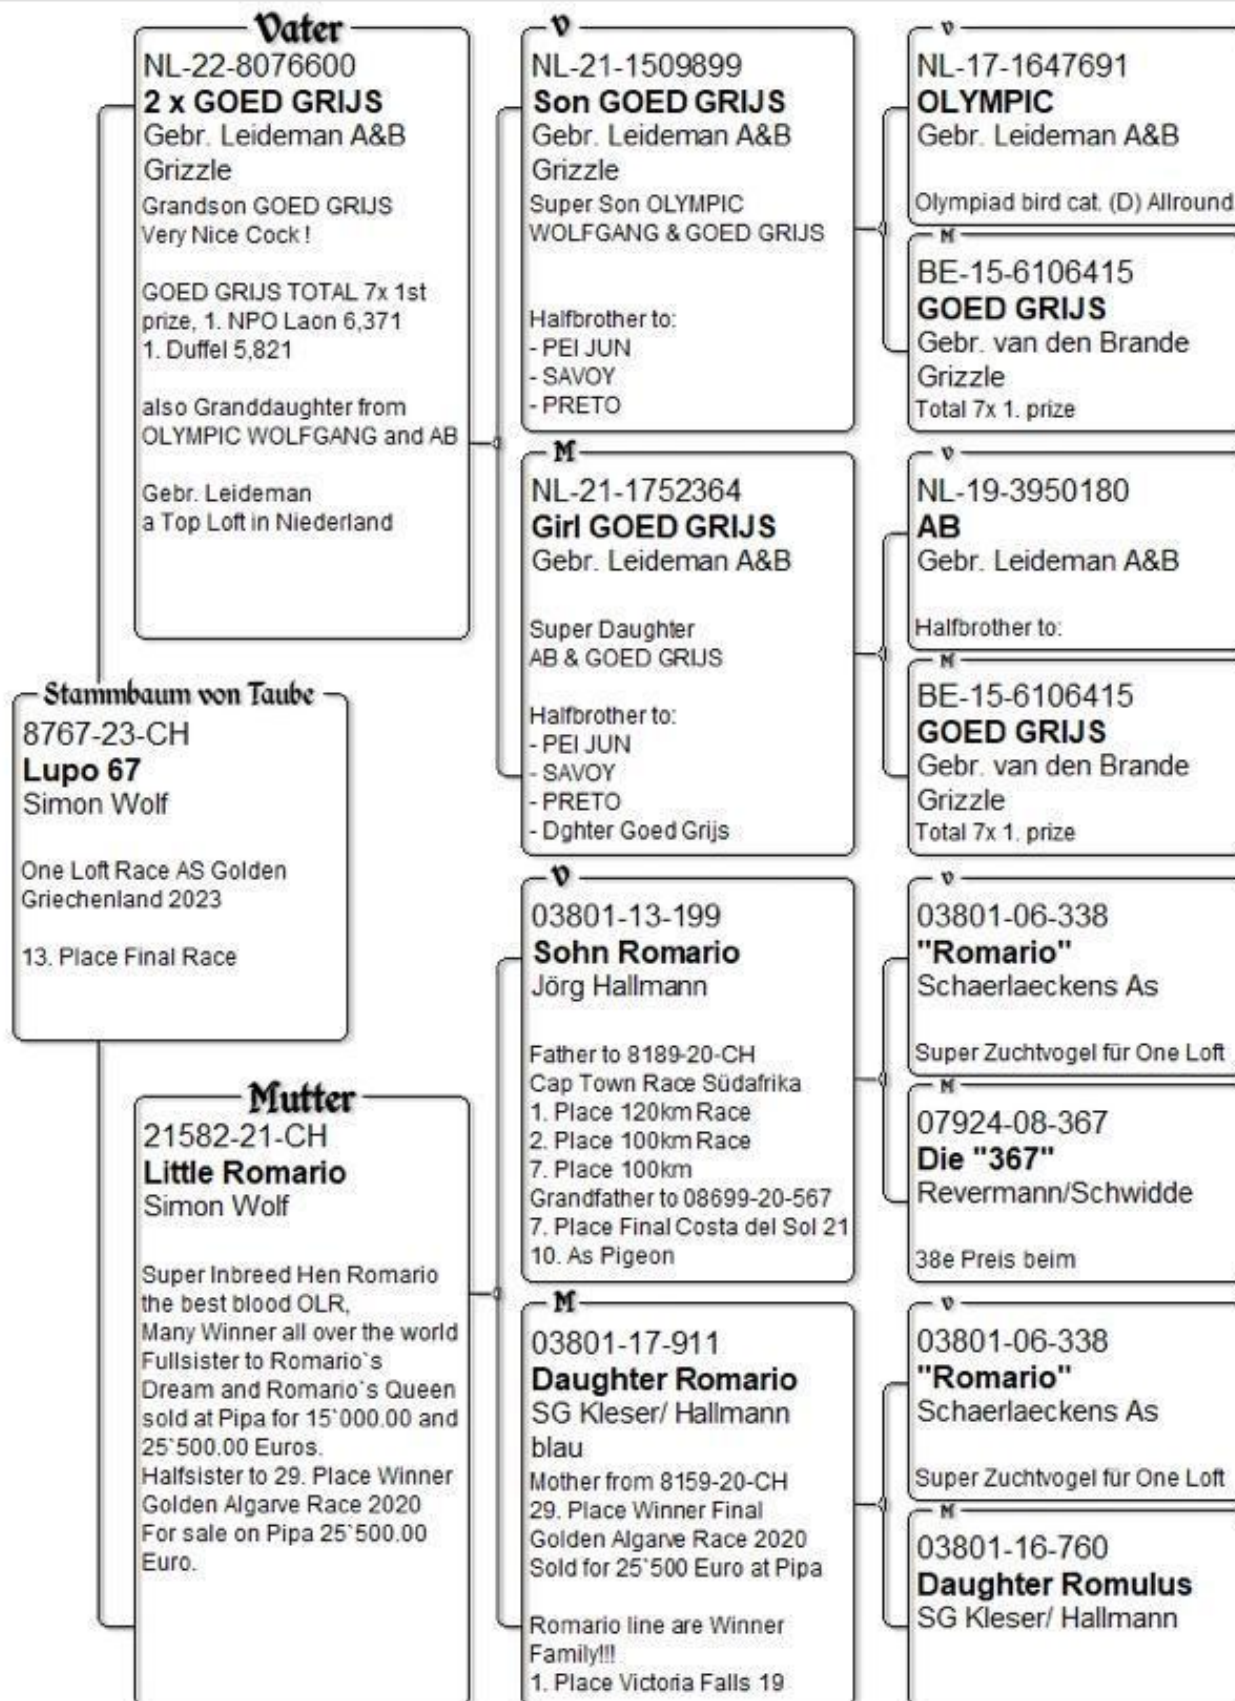 Vater
NL-22-8076600
2 x GOED GRIJS
Gebr. Leideman A&B
Grizzle
Grandson GOED GRIJS
Very Nice Cock !
GOED GRIJS TOTAL 7x 1st
prize, 1. NPO Laon 6,371
1. Duffel 5,821
also Granddaughter from
OLYMPIC WOLFGANG and AB
Gebr. Leideman
a Top Loft in Niederland
Stammbaum von Taube
8767-23-CH
Lupo 67
Simon Wolf
One Loft Race AS Golden
Griechenland 2023
13. Place Final Race
Mutter
21582-21-CH
Little Romario
Simon Wolf
Super Inbreed Hen Romario
the best blood OLR,
Many Winner all over the world
Fullsister to Romario`s
Dream and Romario`s Queen
sold at Pipa for 15`000.00 and
25`500.00 Euros.
Halfsister to 29. Place Winner
Golden Algarve Race 2020
For sale on Pipa 25`500.00
Euro.
V
NL-21-1509899
Son GOED GRIJS
Gebr. Leideman A&B
Grizzle
Super Son OLYMPIC
WOLFGANG & GOED GRIJS
Halfbrother to:
- PEI JUN
- SAVOY
- PRETO
M
NL-21-1752364
Girl GOED GRIJS
Gebr. Leideman A&B
Super Daughter
AB & GOED GRIJS
Halfbrother to:
- PEI JUN
- SAVOY
- PRETO
- Dghter Goed Grijs
V
03801-13-199
Sohn Romario
Jörg Hallmann
Father to 8189-20-CH
Cap Town Race Südafrika
1. Place 120km Race
2. Place 100km Race
7. Place 100km
Grandfather to 08699-20-567
7. Place Final Costa del Sol 21
10. As Pigeon
M
03801-17-911
Daughter Romario
SG Kleser/ Hallmann
blau
Mother from 8159-20-CH
29. Place Winner Final
Golden Algarve Race 2020
Sold for 25`500 Euro at Pipa
Romario line are Winner
Family!!!
1. Place Victoria Falls 19
V
NL-17-1647691
OLYMPIC
Gebr. Leideman A&B
Olympiad bird cat. (D) Allround
M
BE-15-6106415
GOED GRIJS
Gebr. van den Brande
Grizzle
Total 7x 1. prize
V
NL-19-3950180
AB
Gebr. Leideman A&B
Halfbrother to:
M
BE-15-6106415
GOED GRIJS
Gebr. van den Brande
Grizzle
Total 7x 1. prize
V
03801-06-338
"Romario"
Schaerlaeckens As
Super Zuchtvogel für One Loft
M
07924-08-367
Die "367"
Revermann/Schwidde
38e Preis beim
V
03801-06-338
"Romario"
Schaerlaeckens As
Super Zuchtvogel für One Loft
M
03801-16-760
Daughter Romulus
SG Kleser/ Hallmann